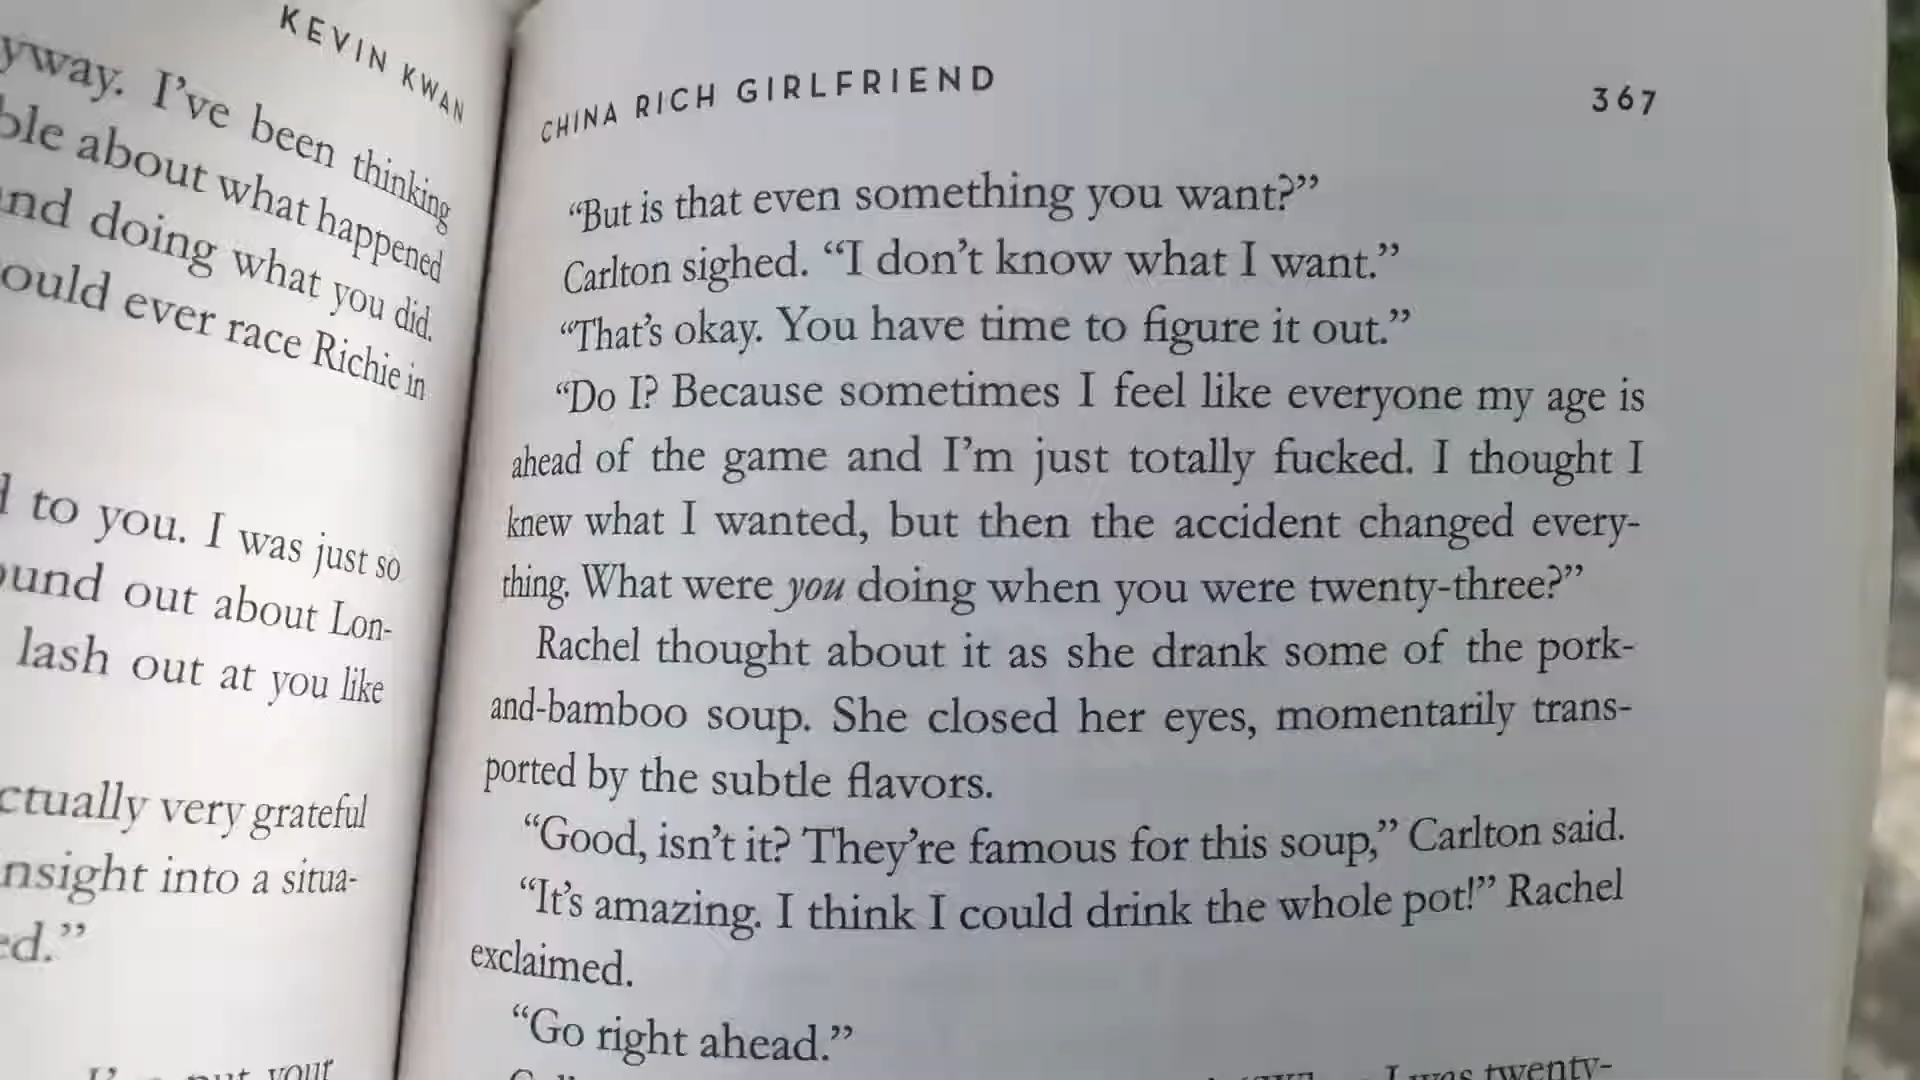 KEVIN KWAN
yway. I've been thinking
ble about what happened
nd doing what you did.
ould ever race Richie in
to you. I was just so
und out about Lon-
lash out at you like
ctually very grateful
nsight into a situa-
ed.”
your
CHINA RICH GIRLFRIEND
367
“But is that even something you want?”
Carlton sighed. “I don’t know what I want.”
“That’s okay. You have time to figure it out.”
“Do I? Because sometimes I feel like everyone my age is
ahead of the game and I’m just totally fucked. I thought I
knew what I wanted, but then the accident changed every-
thing. What were you doing when you were twenty-three?”
Rachel thought about it as she drank some of the pork-
and-bamboo soup. She closed her eyes, momentarily trans-
ported by the subtle flavors.
“Good, isn’t it? They’re famous for this soup,” Carlton said.
“It’s amazing. I think I could drink the whole pot!” Rachel
exclaimed.
“Go right ahead.”
I was twenty-